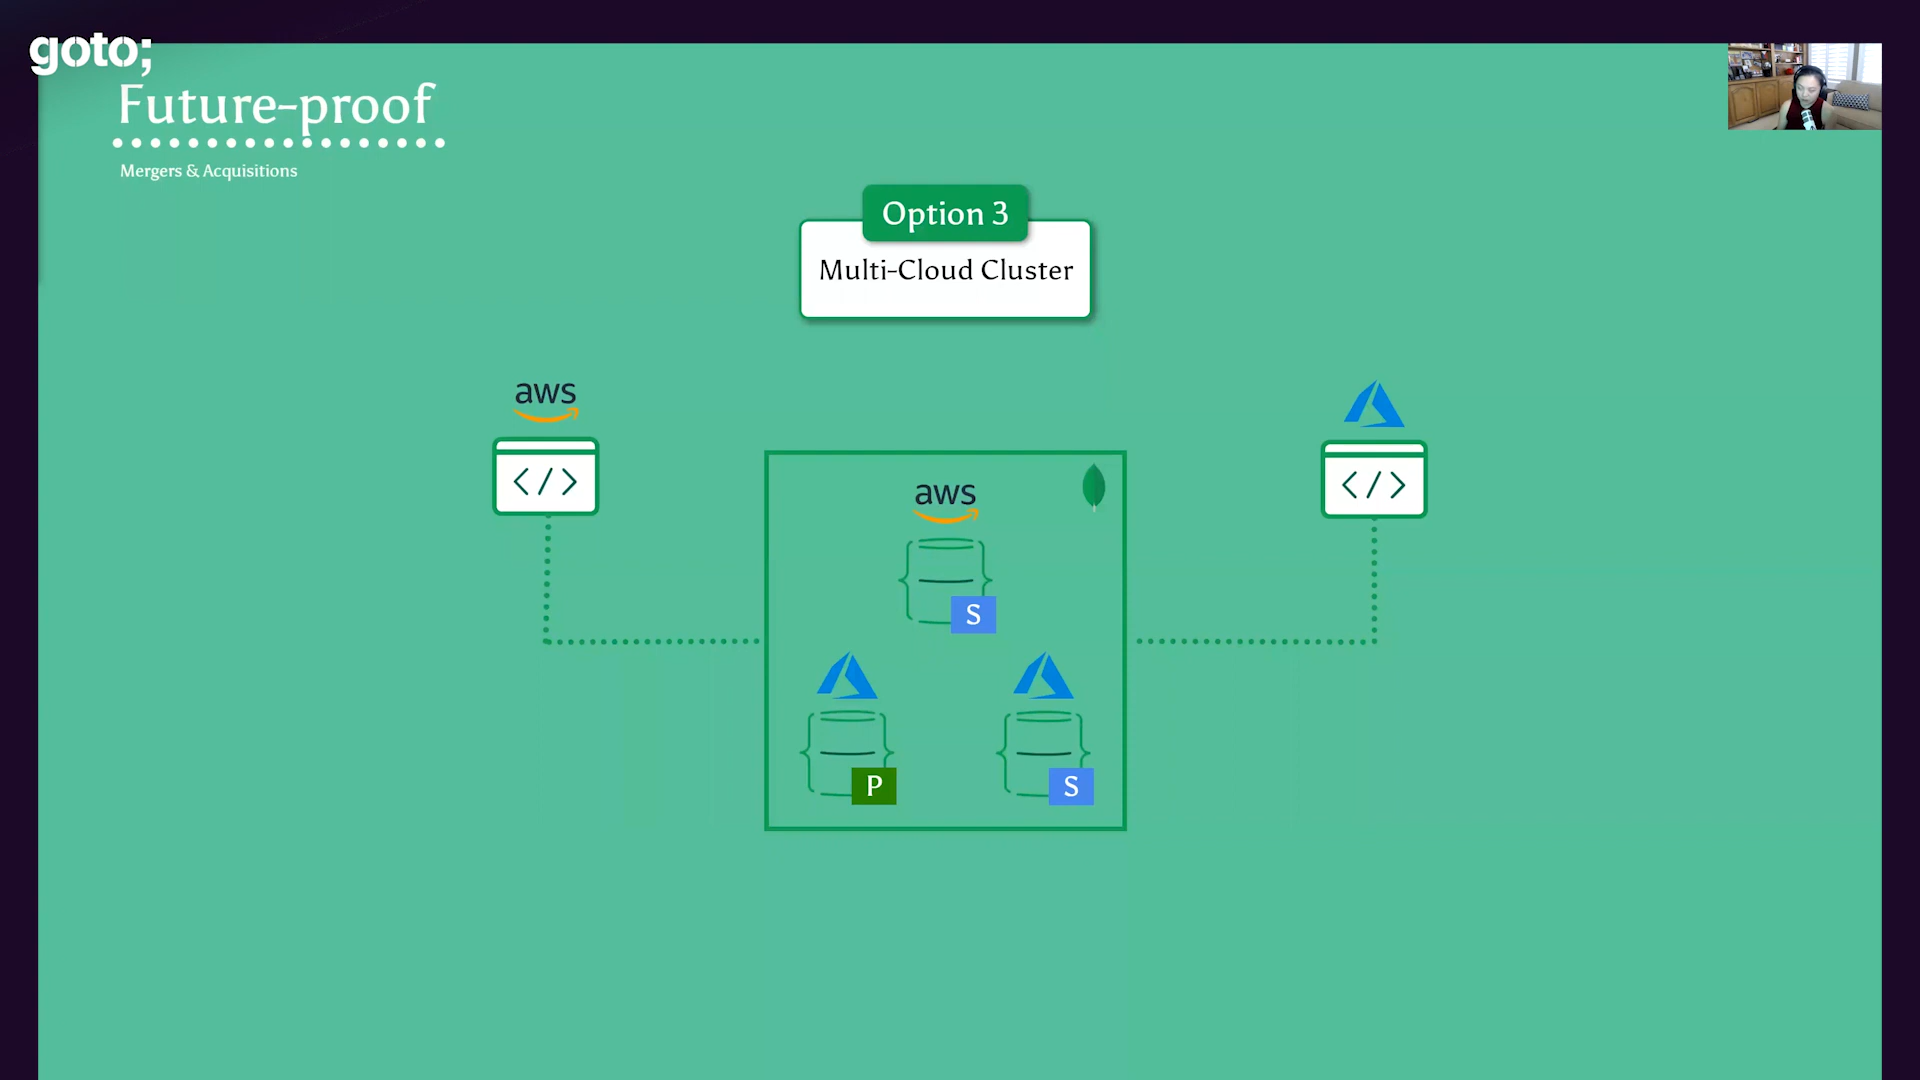 goto;
Future-proof
Mergers & Acquisitions
Option 3
Multi-Cloud Cluster
aws
</>
</>
aws
S
P
S